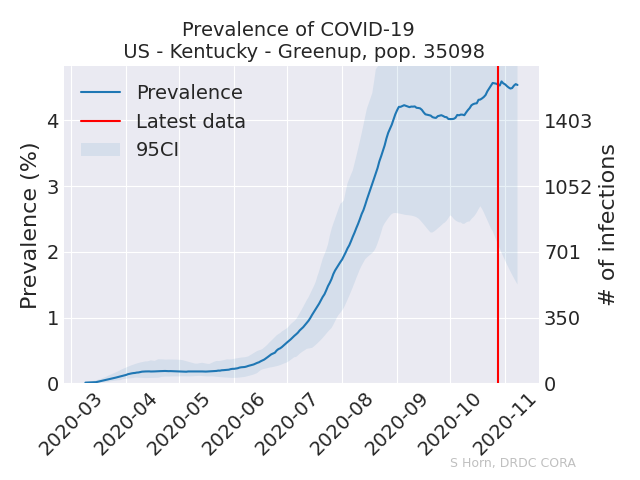 Prevalence of COVID-19
US - Kentucky - Greenup, pop. 35098
Prevalence
Latest data
95CI
Prevalence (%)
4
3
2
1
0
# of infections
1403
1052
701
350
0
2020-03
2020-04
2020-05
2020-06
2020-07
2020-08
2020-09
2020-10
2020-11
S Horn, DRDC CORA